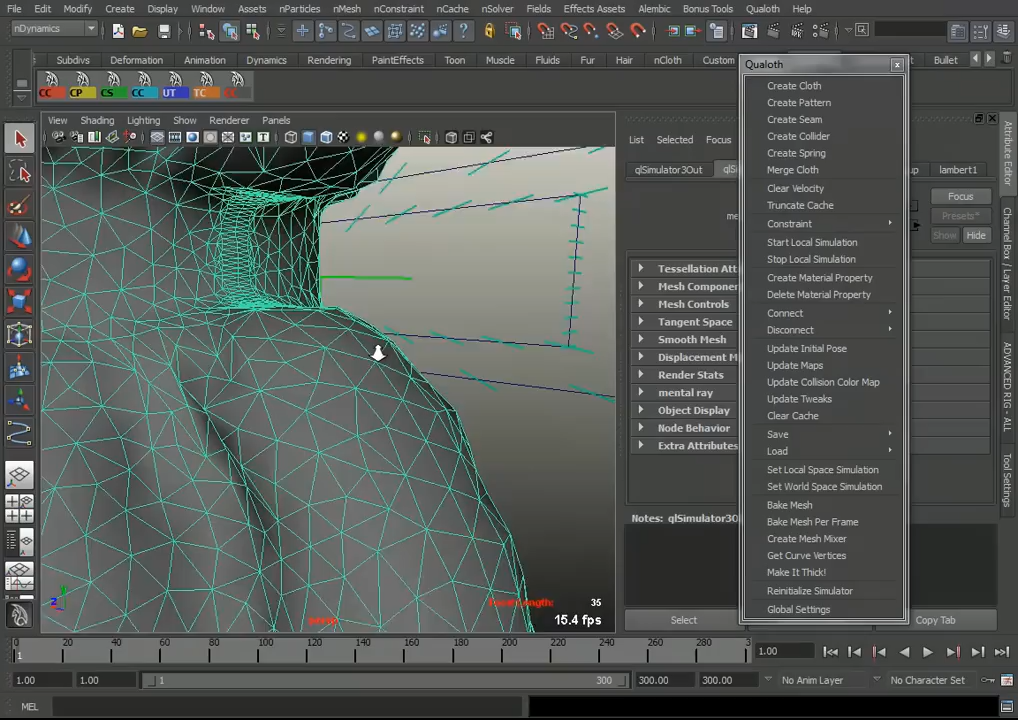 File Edit Modify Create Display Window Assets nParticles nMesh nConstraint nCache nSolver Fields Effects Assets Alembic Bonus Tools Qualoth Help
nDynamics
Subdivs Deformation Animation Dynamics Rendering PaintEffects Toon Muscle Fluids Fur Hair nCloth Custom Bullet
CC CP CS CC UT TC CC
Qualoth
Create Cloth
Create Pattern
Create Seam
Create Collider
Create Spring
Merge Cloth
Clear Velocity
Truncate Cache
Constraint
Start Local Simulation
Stop Local Simulation
Create Material Property
Delete Material Property
Connect
Disconnect
Update Initial Pose
Update Maps
Update Collision Color Map
Update Tweaks
Clear Cache
Save
Load
Set Local Space Simulation
Set World Space Simulation
Bake Mesh
Bake Mesh Per Frame
Create Mesh Mixer
Get Curve Vertices
Make It Thick!
Reinitialize Simulator
Global Settings
View Shading Lighting Show Renderer Panels
List Selected Focus
qlSimulator3Out lambert1
Focus
Presets*
Show Hide
Tessellation Att
Mesh Componen
Mesh Controls
Tangent Space
Smooth Mesh
Displacement M
Render Stats
mental ray
Object Display
Node Behavior
Extra Attributes
Notes: qlSimulator3O
Select Copy Tab
Attribute Editor
Channel Box / Layer Editor
ADVANCED RIG - ALL
Tool Settings
35
15.4 fps
0 20 40 60 80 100 120 140 160 180 200 220 240 260 280
1
1.00
1.00 1.00 1 300 300.00 300.00 No Anim Layer No Character Set
MEL